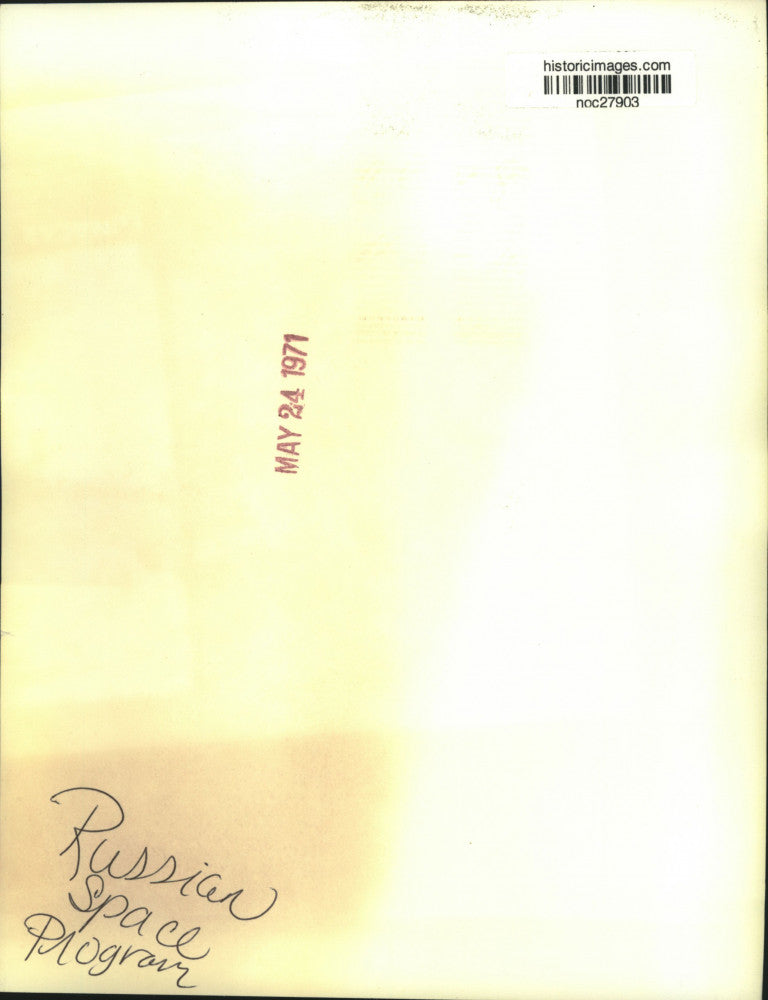 historicimages.com
noc27903
MAY 24 1971
Russian
Space
Program